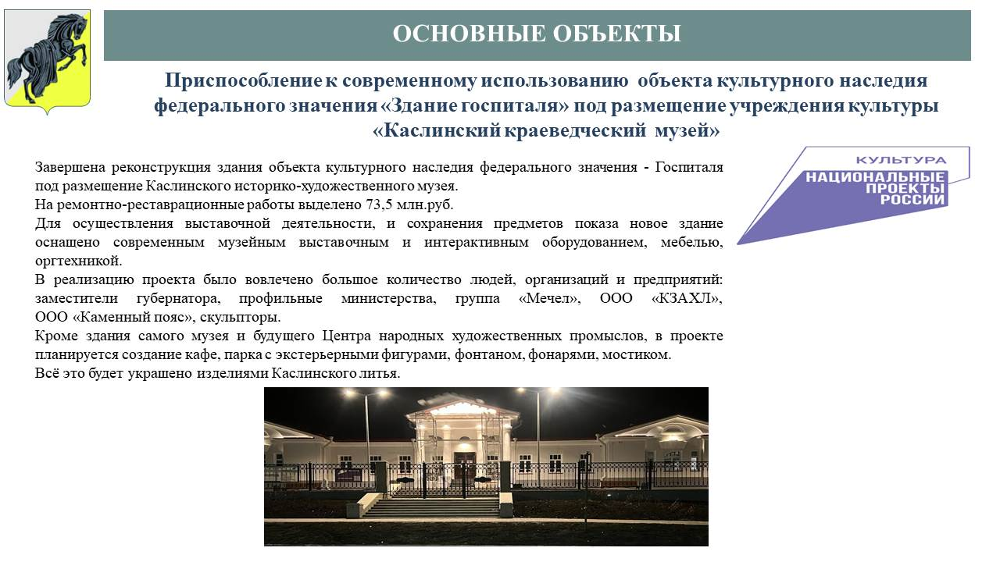 ОСНОВНЫЕ ОБЪЕКТЫ
Приспособление к современному использованию объекта культурного наследия
федерального значения «Здание госпиталя» под размещение учреждения культуры
«Каслинский краеведческий музей»
КУЛЬТУРА
НАЦИОНАЛЬНЫЕ
ПРОЕКТЫ
РОССИИ
Завершена реконструкция здания объекта культурного наследия федерального значения - Госпиталя
под размещение Каслинского историко-художественного музея.
На ремонтно-реставрационные работы выделено 73,5 млн.руб.
Для осуществления выставочной деятельности, и сохранения предметов показа новое здание
оснащено современным музейным выставочным и интерактивным оборудованием, мебелью,
оргтехникой.
В реализацию проекта было вовлечено большое количество людей, организаций и предприятий:
заместители губернатора, профильные министерства, группа «Мечел», ООО «КЗАХЛ»,
ООО «Каменный пояс», скульпторы.
Кроме здания самого музея и будущего Центра народных художественных промыслов, в проекте
планируется создание кафе, парка с экстерьерными фигурами, фонтаном, фонарями, мостиком.
Всё это будет украшено изделиями Каслинского литья.